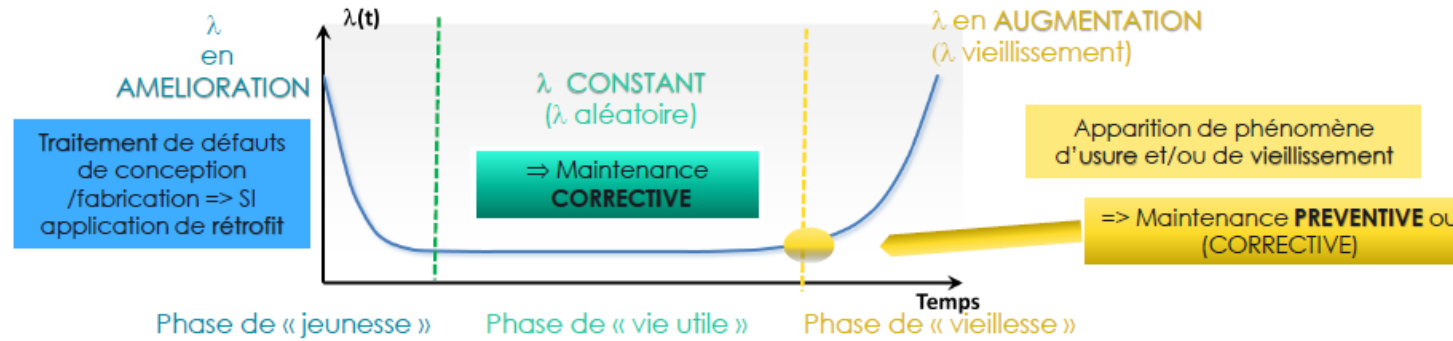 λ
en
AMELIORATION
Traitement de défauts
de conception
/fabrication => SI
application de rétrofit
λ(t)
λ CONSTANT
(λ aléatoire)
⇒ Maintenance
CORRECTIVE
λ en AUGMENTATION
(λ vieillissement)
Apparition de phénomène
d'usure et/ou de vieillissement
=> Maintenance PREVENTIVE ou
(CORRECTIVE)
Temps
Phase de « jeunesse »
Phase de « vie utile »
Phase de « vieillesse »